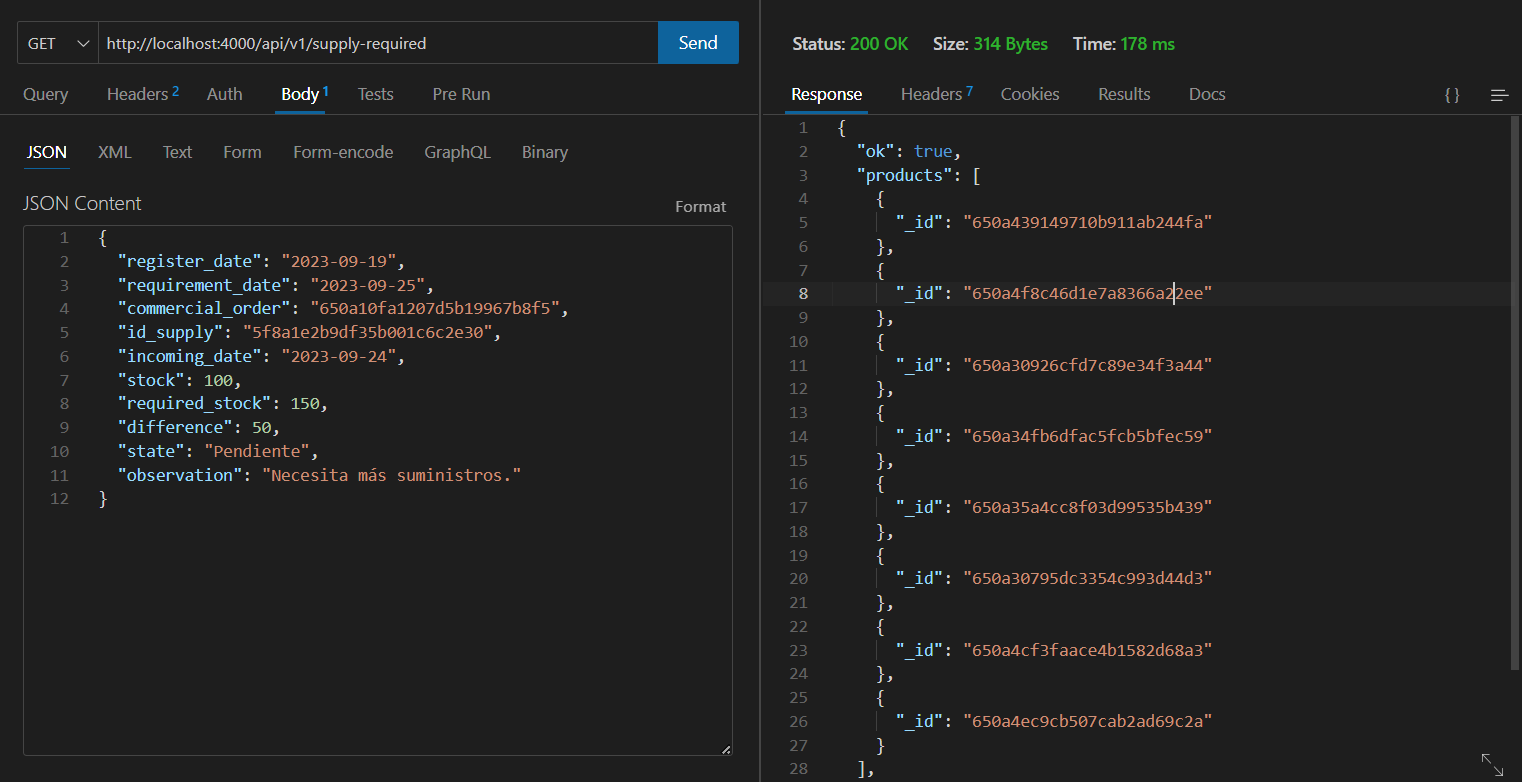 GET http://localhost:4000/api/v1/supply-required Send
Query Headers 2 Auth Body 1 Tests Pre Run
JSON XML Text Form Form-encode GraphQL Binary
JSON Content Format
1 {
2 "register_date": "2023-09-19",
3 "requirement_date": "2023-09-25",
4 "commercial_order": "650a10fa1207d5b19967b8f5",
5 "id_supply": "5f8a1e2b9df35b001c6c2e30",
6 "incoming_date": "2023-09-24",
7 "stock": 100,
8 "required_stock": 150,
9 "difference": 50,
10 "state": "Pendiente",
11 "observation": "Necesita más suministros."
12 }
Status: 200 OK Size: 314 Bytes Time: 178 ms
Response Headers 7 Cookies Results Docs {}
1 {
2 "ok": true,
3 "products": [
4 {
5 "_id": "650a439149710b911ab244fa"
6 },
7 {
8 "_id": "650a4f8c46d1e7a8366a22ee"
9 },
10 {
11 "_id": "650a30926cfd7c89e34f3a44"
12 },
13 {
14 "_id": "650a34fb6dfac5fcb5bfec59"
15 },
16 {
17 "_id": "650a35a4cc8f03d99535b439"
18 },
19 {
20 "_id": "650a30795dc3354c993d44d3"
21 },
22 {
23 "_id": "650a4cf3faace4b1582d68a3"
24 },
25 {
26 "_id": "650a4ec9cb507cab2ad69c2a"
27 }
28 ],